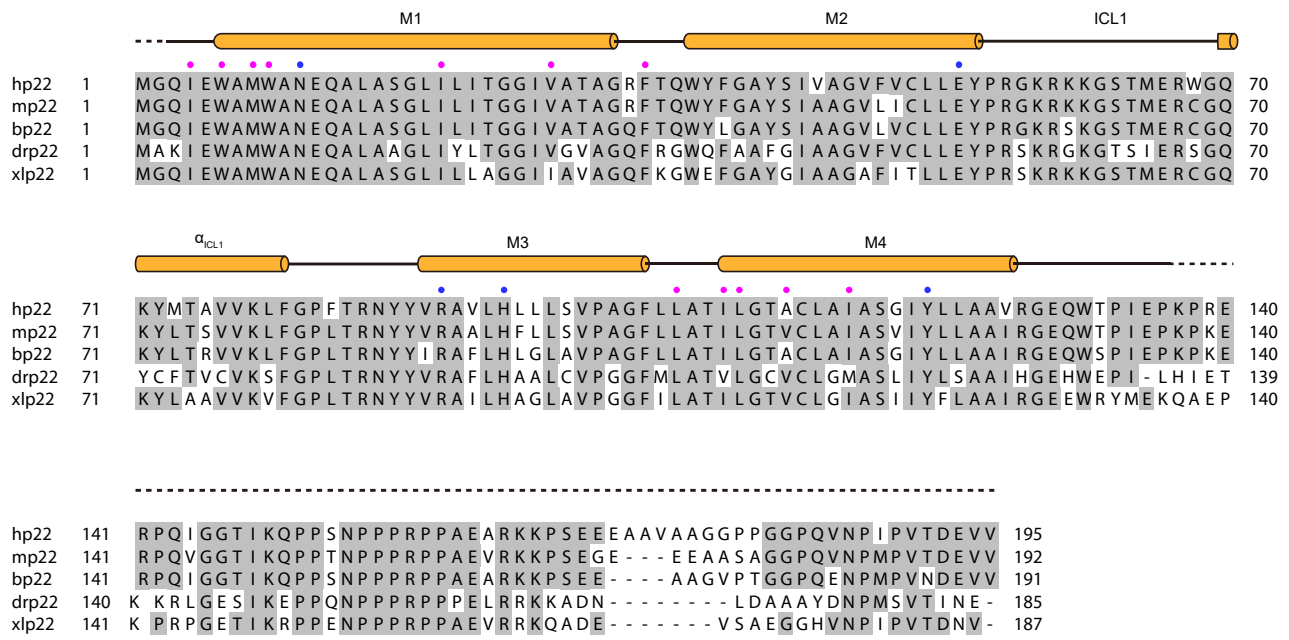 M1 M2 ICL1
hp22 1 MGQIEWAMWANEQALASGLILITGGIVATAGRFTQWYFGAYSIVAGVFVCLLEYPRGKRKKGSTMERWGQ 70
mp22 1 MGQIEWAMWANEQALASGLILITGGIVATAGRFTQWYFGAYSIAAGVLICLLEYPRGKRKKGSTMERCGQ 70
bp22 1 MGQIEWAMWANEQALASGLILITGGIVATAGQFTQWYLGAYSIAAGVLVCLLEYPRGKRSKGSTMERCGQ 70
drp22 1 MAKIEWAMWANEQALAAGLIYLTGGIVGVAGQFRGWQFAAFGIAAGVFVCLLEYPRSKRGKGTSIERSGQ 70
xlp22 1 MGQIEWAMWANEQALASGLILLAGGIIAVAGQFKGWEFGAYGIAAGAFITLLEYPRSKRKKGSTMERCGQ 70
αICL1 M3 M4
hp22 71 KYMTAVVKLFGPFTRNYYVRAVLHLLLSVPAGFLLATILGTACLAIASGIYLLAAVRGEQWTPIEPKPRE 140
mp22 71 KYLTSVVKLFGPLTRNYYVRAALHFLLSVPAGFLLATILGTVCLAIASVIYLLAAIRGEQWTPIEPKPKE 140
bp22 71 KYLTRVVKLFGPLTRNYYIRAFLHLGLAVPAGFLLATILGTACLAIASGIYLLAAIRGEQWSPIEPKPKE 140
drp22 71 YCFTVCVKSFGPLTRNYYVRAFLHAALCVPGGFMLATVLGCVCLGMASLIYLSAAIHGEHWEPI-LHIET 139
xlp22 71 KYLAAVVKVFGPLTRNYYVRAILHAGLAVPGGFILATILGTVCLGIASIIYFLAAIRGEEWRYMEKQAEP 140
hp22 141 RPQIGGTIKQPPSNPPPRPPAEARKKPSEEEAAVAAGGPPGGPQVNPIPVTDEVV 195
mp22 141 RPQVGGTIKQPPTNPPPRPPAEVRKKPSEGE---EEAASAGGPQVNPMPVTDEVV 192
bp22 141 RPQIGGTIKQPPSNPPPRPPAEARKKPSEE----AAGVPTGGPQENPMPVNDEVV 191
drp22 140 KKRLGESIKEPPQNPPPRPPPELRRKKADN--------LDAAAYDNPMSVTINE- 185
xlp22 141 KPRPGETIKRPPENPPPRPPAEVRRKQADE-------VSAEGGHVNPIPVTDNV- 187